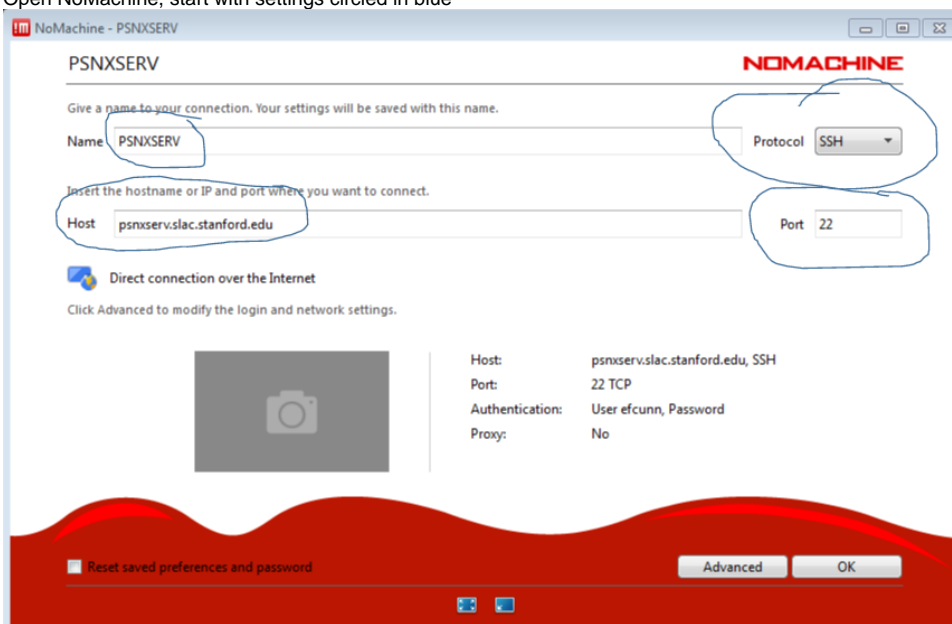 Open NoMachine, start with settings circled in blue
NoMachine - PSNXSERV
PSNXSERV
NOMACHINE
Give a name to your connection. Your settings will be saved with this name.
Name PSNXSERV Protocol SSH
Insert the hostname or IP and port where you want to connect.
Host psnxserv.slac.stanford.edu Port 22
Direct connection over the Internet
Click Advanced to modify the login and network settings.
Host: psnxserv.slac.stanford.edu, SSH
Port: 22 TCP
Authentication: User efcunn, Password
Proxy: No
Reset saved preferences and password Advanced OK